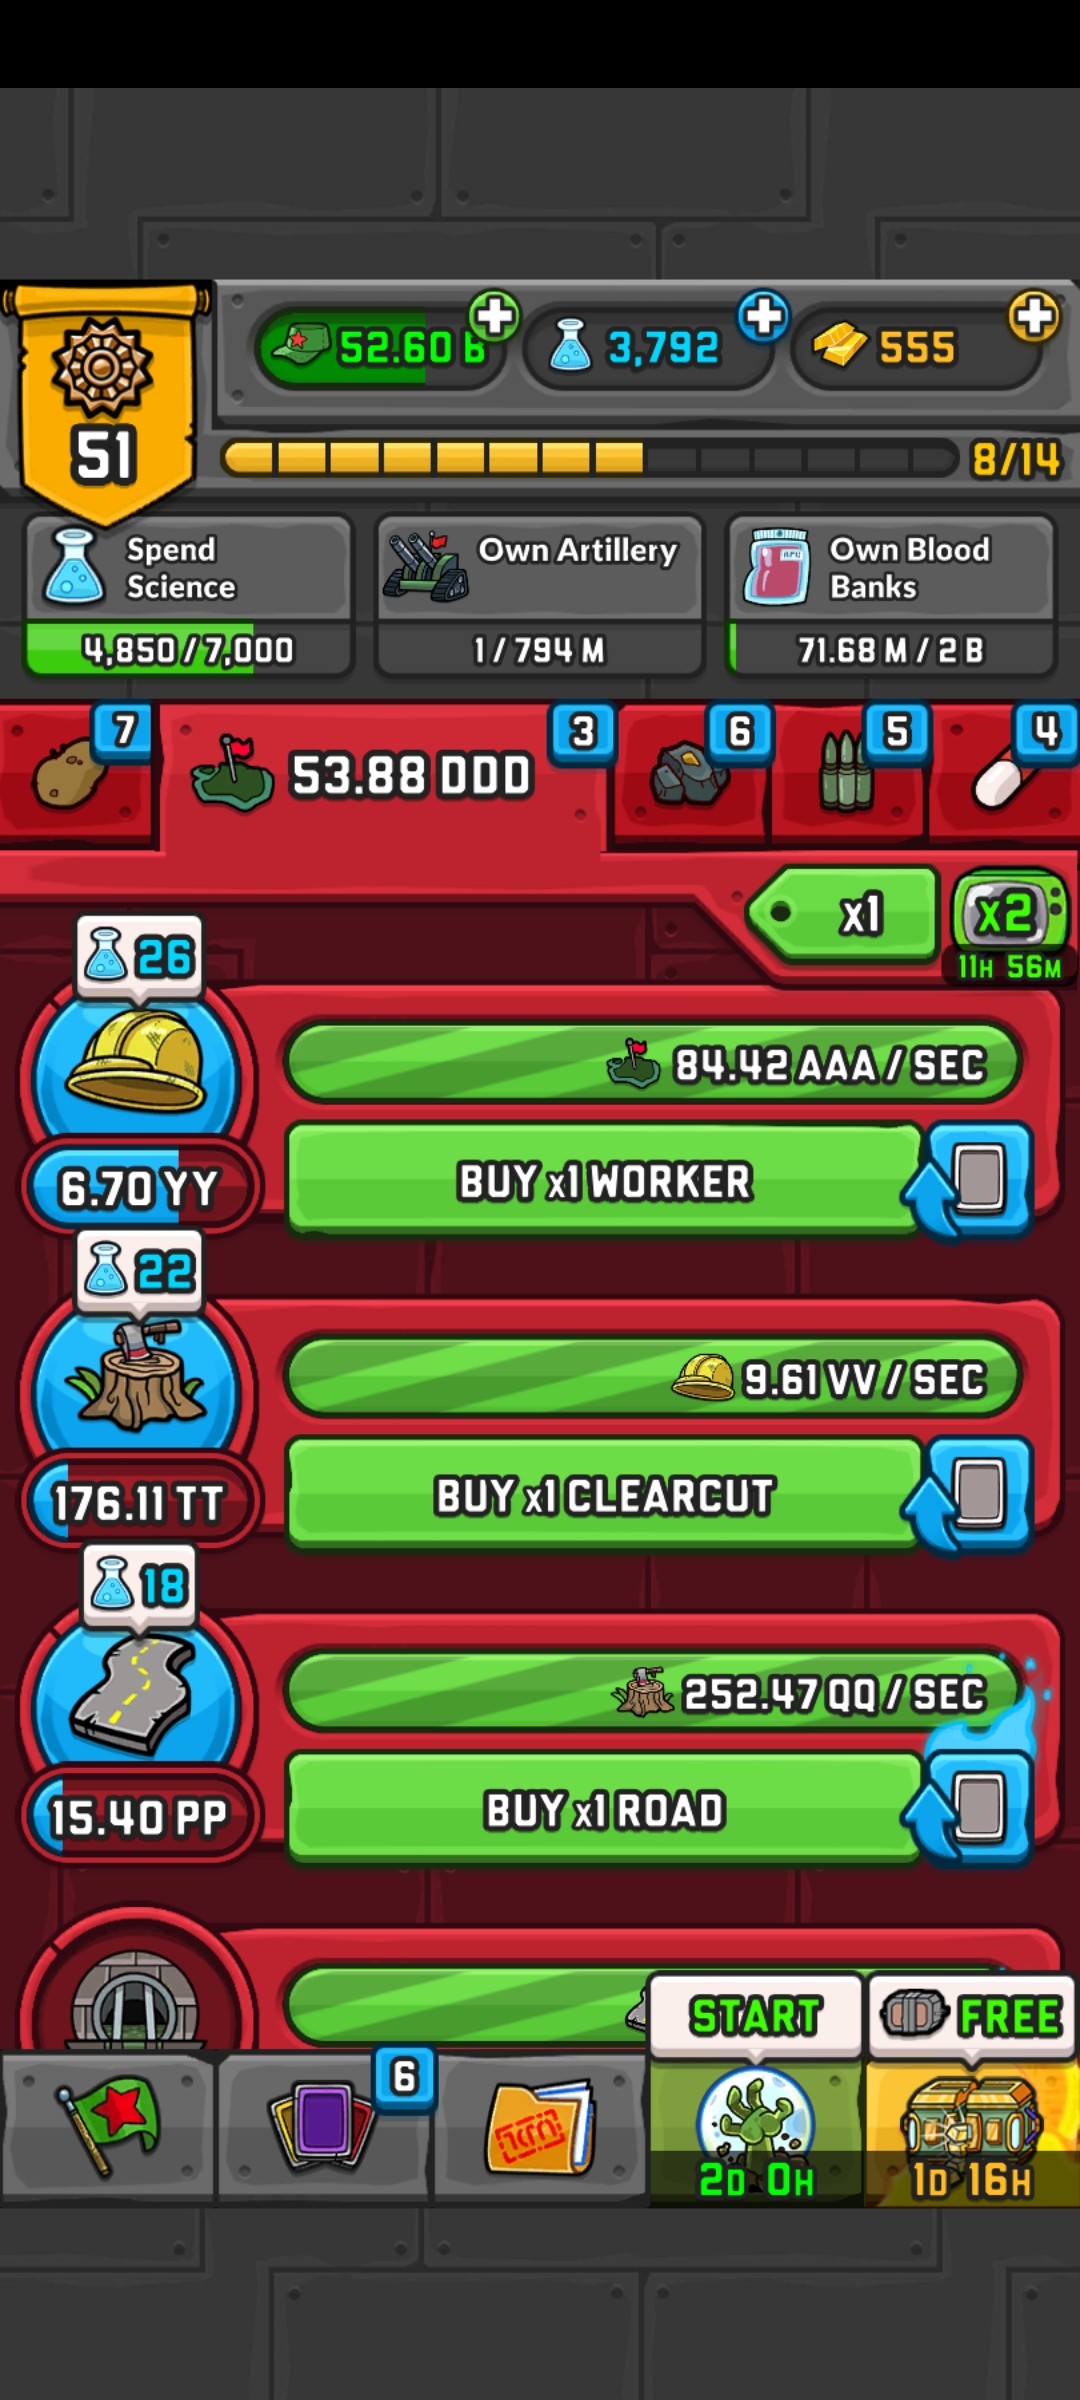 52.60 B
3,792
555
51
8/14
Spend
Science
4,850/7,000
Own Artillery
1/794 M
Own Blood
Banks
71.68 M/2 B
7
53.88 DDD
3
6
5
4
x1
x2
11H 56M
26
84.42 AAA/SEC
6.70 YY
BUY x1 WORKER
22
9.61 VV/SEC
176.11 TT
BUY x1 CLEARCUT
18
252.47 QQ/SEC
15.40 PP
BUY x1 ROAD
START
FREE
6
2D 0H
1D 16H